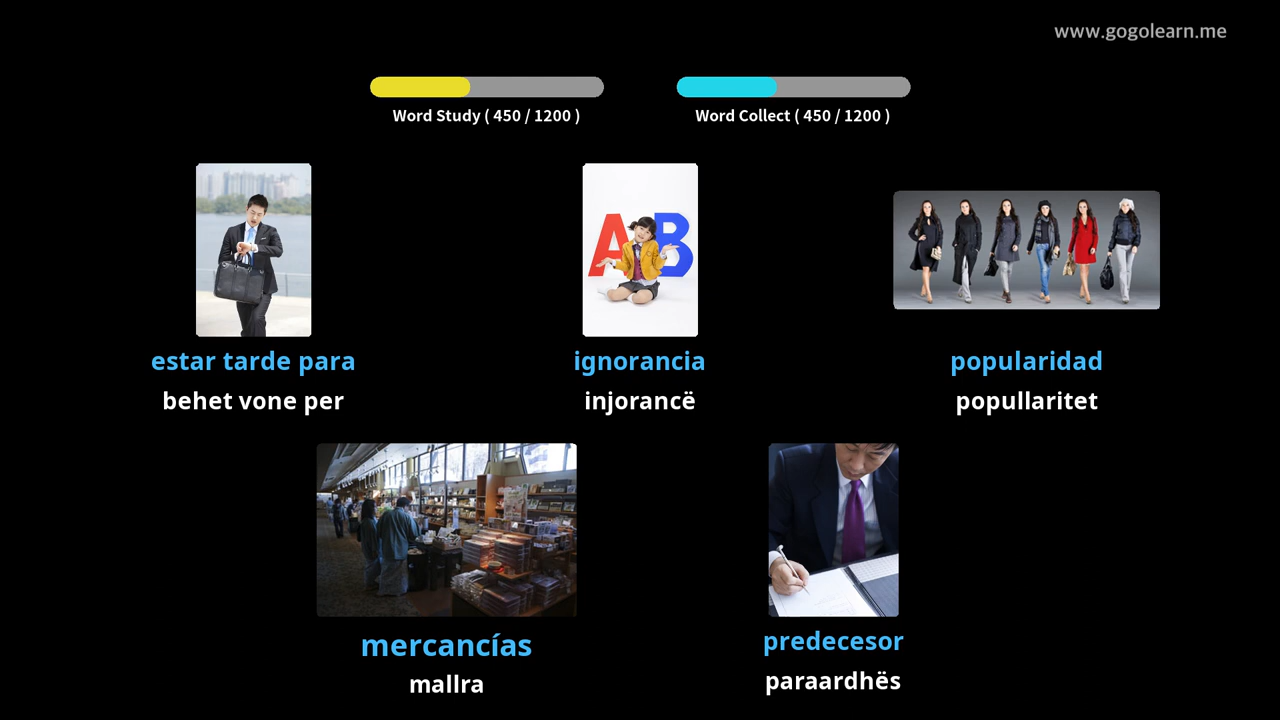 www.gogolearn.me
Word Study ( 450 / 1200 )
Word Collect ( 450 / 1200 )
A B
estar tarde para
behet vone per
ignorancia
injorancë
popularidad
popullaritet
mercancías
mallra
predecesor
paraardhës